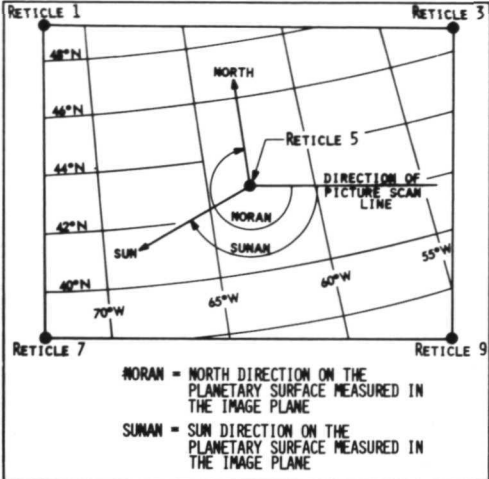 RETICLE 1
RETICLE 3
48°N
NORTH
46°N
RETICLE 5
44°N
DIRECTION OF
PICTURE SCAN
LINE
NORAN
42°N
SUN
SUNAN
55°W
60°W
40°N
65°W
70°W
RETICLE 7
RETICLE 9
NORAN = NORTH DIRECTION ON THE
PLANETARY SURFACE MEASURED IN
THE IMAGE PLANE
SUNAN = SUN DIRECTION ON THE
PLANETARY SURFACE MEASURED IN
THE IMAGE PLANE